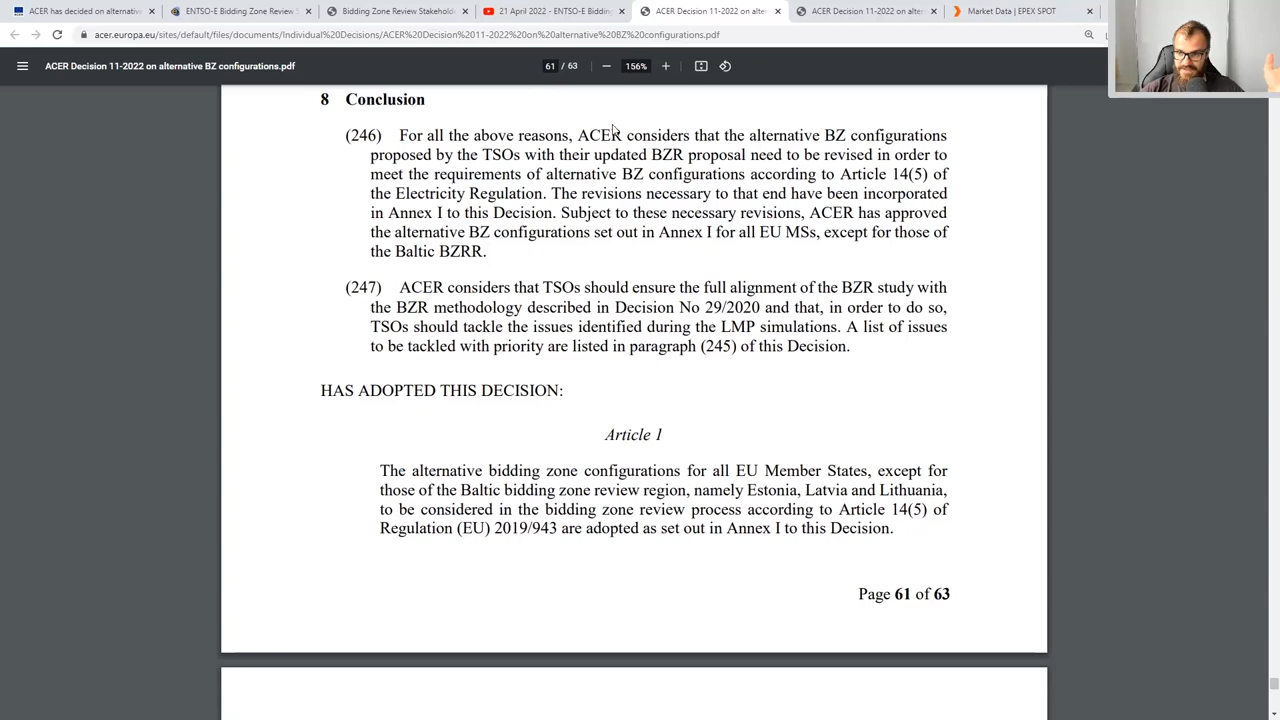 ACER has decided on alternative
ENTSO-E Bidding Zone Review S
Bidding Zone Review Stakeholde
21 April 2022 - ENTSO-E Bidding
ACER Decision 11-2022 on alter
ACER Decision 11-2022 on alter
Market Data | EPEX SPOT
acer.europa.eu/sites/default/files/documents/Individual%20Decisions/ACER%20Decision%2011-2022%20on%20alternative%20BZ%20configurations.pdf
ACER Decision 11-2022 on alternative BZ configurations.pdf
61 / 63
156%
8 Conclusion
(246) For all the above reasons, ACER considers that the alternative BZ configurations
proposed by the TSOs with their updated BZR proposal need to be revised in order to
meet the requirements of alternative BZ configurations according to Article 14(5) of
the Electricity Regulation. The revisions necessary to that end have been incorporated
in Annex I to this Decision. Subject to these necessary revisions, ACER has approved
the alternative BZ configurations set out in Annex I for all EU MSs, except for those of
the Baltic BZRR.
(247) ACER considers that TSOs should ensure the full alignment of the BZR study with
the BZR methodology described in Decision No 29/2020 and that, in order to do so,
TSOs should tackle the issues identified during the LMP simulations. A list of issues
to be tackled with priority are listed in paragraph (245) of this Decision.
HAS ADOPTED THIS DECISION:
Article 1
The alternative bidding zone configurations for all EU Member States, except for
those of the Baltic bidding zone review region, namely Estonia, Latvia and Lithuania,
to be considered in the bidding zone review process according to Article 14(5) of
Regulation (EU) 2019/943 are adopted as set out in Annex I to this Decision.
Page 61 of 63